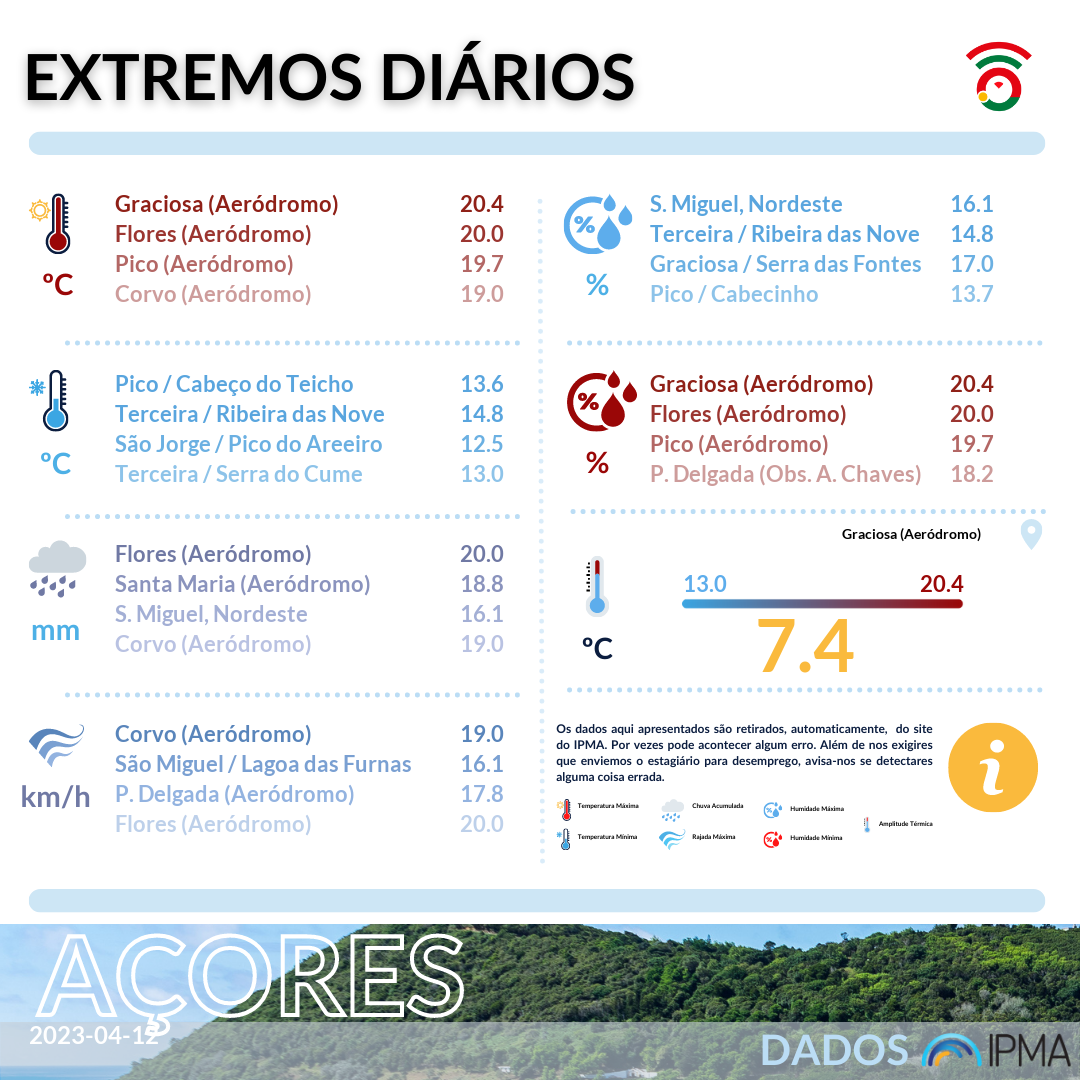 EXTREMOS DIÁRIOS
Graciosa (Aeródromo) 20.4
Flores (Aeródromo) 20.0
Pico (Aeródromo) 19.7
Corvo (Aeródromo) 19.0
ºC
Pico / Cabeço do Teicho 13.6
Terceira / Ribeira das Nove 14.8
São Jorge / Pico do Areeiro 12.5
Terceira / Serra do Cume 13.0
ºC
Flores (Aeródromo) 20.0
Santa Maria (Aeródromo) 18.8
S. Miguel, Nordeste 16.1
Corvo (Aeródromo) 19.0
mm
Corvo (Aeródromo) 19.0
São Miguel / Lagoa das Furnas 16.1
P. Delgada (Aeródromo) 17.8
Flores (Aeródromo) 20.0
km/h
%
S. Miguel, Nordeste 16.1
Terceira / Ribeira das Nove 14.8
Graciosa / Serra das Fontes 17.0
Pico / Cabecinho 13.7
%
%
Graciosa (Aeródromo) 20.4
Flores (Aeródromo) 20.0
Pico (Aeródromo) 19.7
P. Delgada (Obs. A. Chaves) 18.2
%
Graciosa (Aeródromo)
13.0 20.4
7.4
ºC
Os dados aqui apresentados são retirados, automaticamente, do site
do IPMA. Por vezes pode acontecer algum erro. Além de nos exigires
que enviemos o estagiário para desemprego, avisa-nos se detectares
alguma coisa errada.
i
Temperatura Máxima
Chuva Acumulada
Humidade Máxima
Amplitude Térmica
Temperatura Mínima
Rajada Máxima
Humidade Mínima
AÇORES
2023-04-12
DADOS IPMA